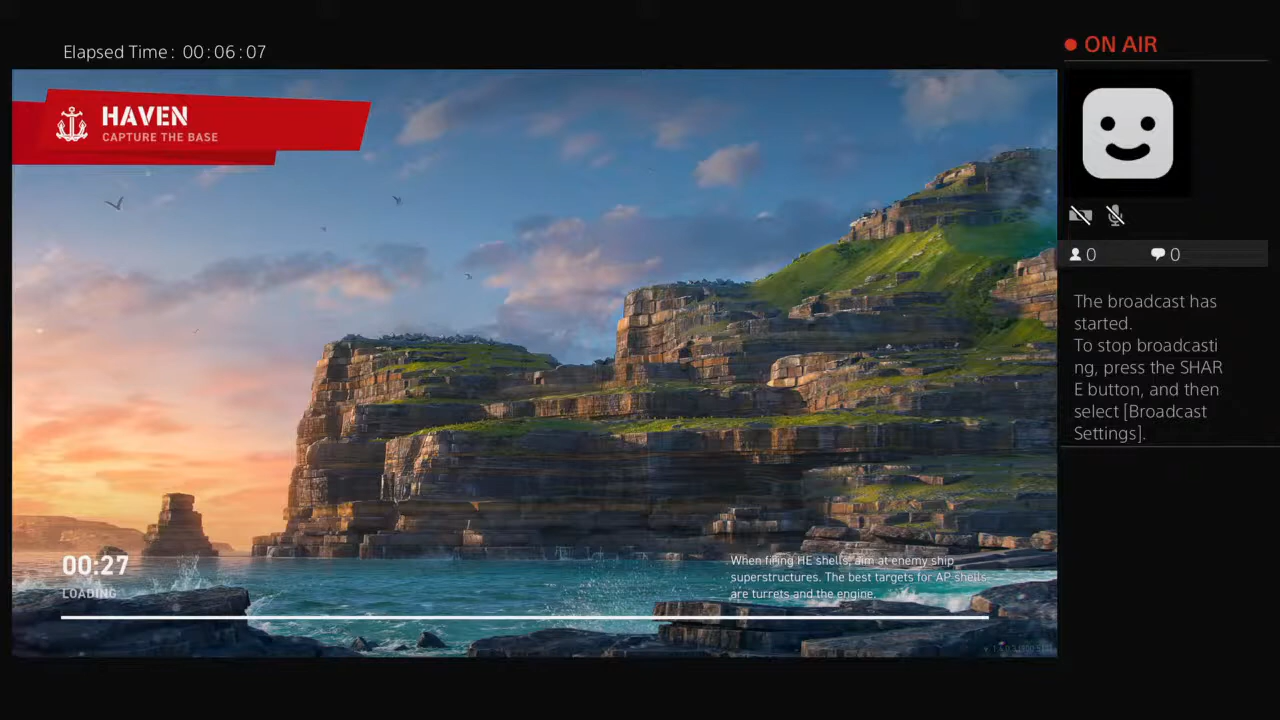 Elapsed Time: 00:06:07
ON AIR
HAVEN
CAPTURE THE BASE
0 0
The broadcast has
started.
To stop broadcasti
ng, press the SHAR
E button, and then
select [Broadcast
Settings].
00:27
LOADING
When firing HE shells, aim at enemy ship
superstructures. The best targets for AP shells
are turrets and the engine.